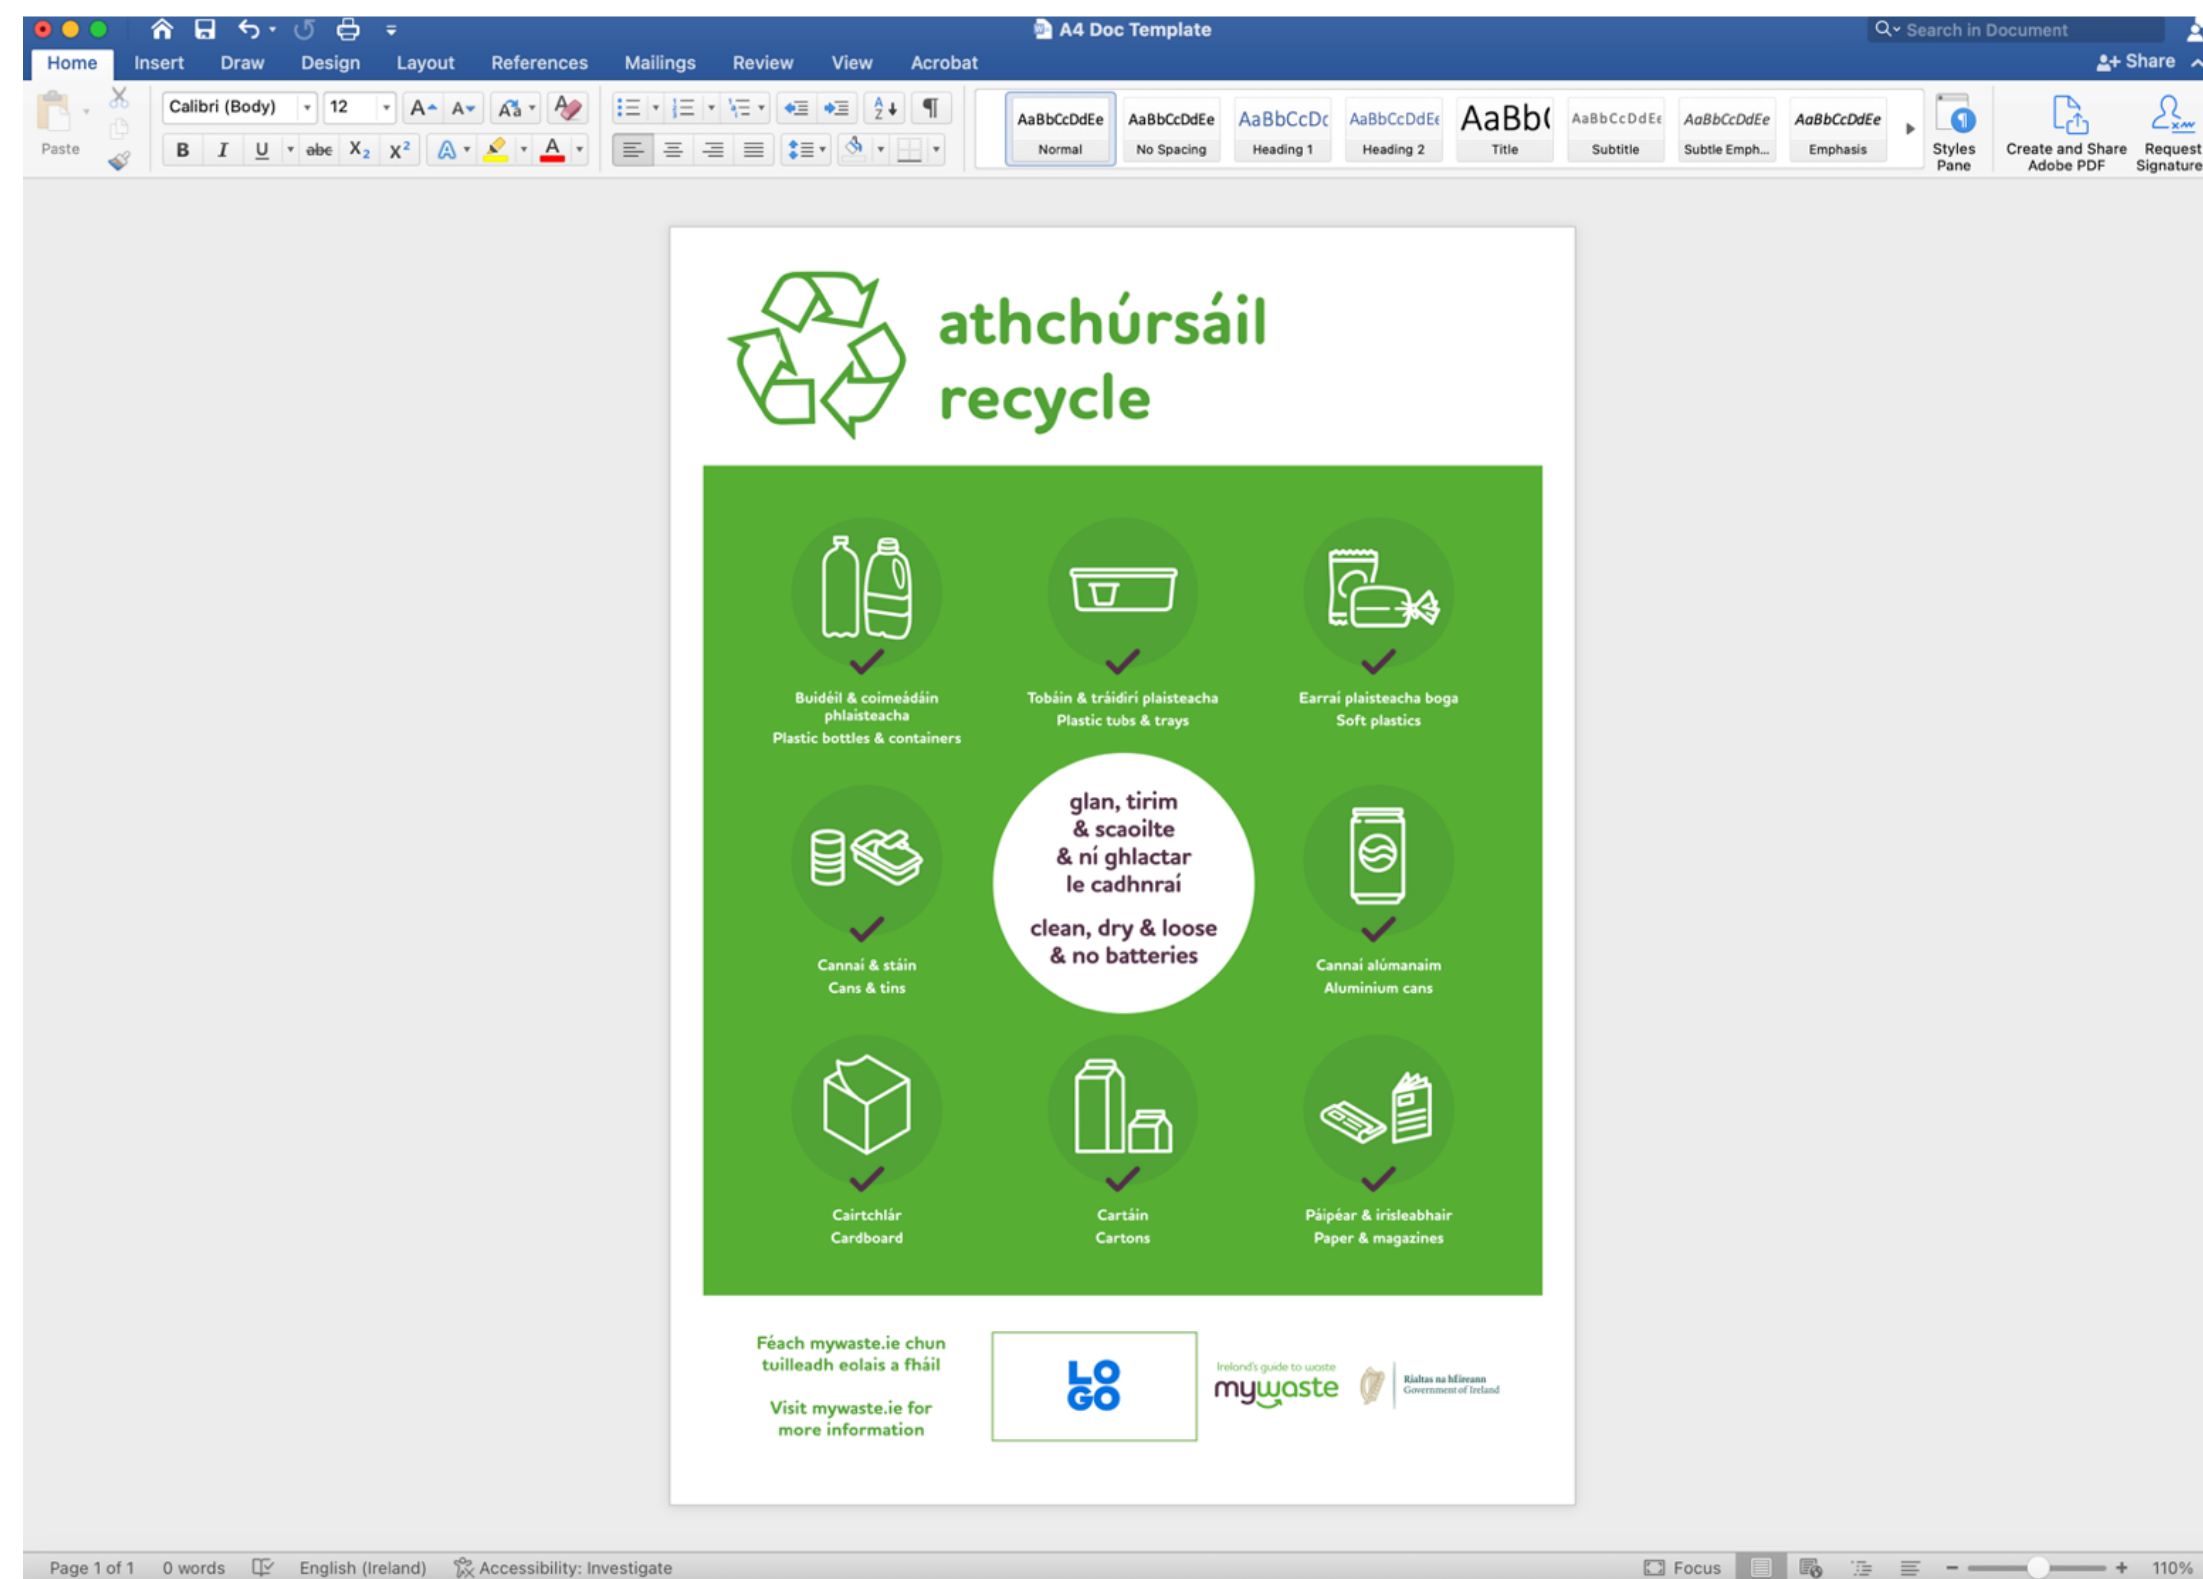 A4 Doc Template
Search in Document
Home Insert Draw Design Layout References Mailings Review View Acrobat
Share
Paste
Calibri (Body) 12 A A Aa A
B I U abc X2 X² A A
A Z ¶
AaBbCcDdEe AaBbCcDdEe AaBbCcDc AaBbCcDdEe AaBb( AaBbCcDdEe AaBbCcDdEe AaBbCcDdEe
Normal No Spacing Heading 1 Heading 2 Title Subtitle Subtle Emph... Emphasis
Styles
Pane
Create and Share
Adobe PDF
Request
Signature
athchúrsáil
recycle
Buidéil & coimeádáin
phlaisteacha
Plastic bottles & containers
Tobáin & tráidirí plaisteacha
Plastic tubs & trays
Earraí plaisteacha boga
Soft plastics
glan, tirim
& scaoilte
& ní ghlactar
le cadhnraí
clean, dry & loose
& no batteries
Cannaí & stáin
Cans & tins
Cannaí alúmanaim
Aluminium cans
Cairtchlár
Cardboard
Cartáin
Cartons
Páipéar & irisleabhair
Paper & magazines
Féach mywaste.ie chun
tuilleadh eolais a fháil
Visit mywaste.ie for
more information
LO
GO
Ireland's guide to waste
mywaste
Rialtas na hÉireann
Government of Ireland
Page 1 of 1 0 words English (Ireland) Accessibility: Investigate Focus 110%